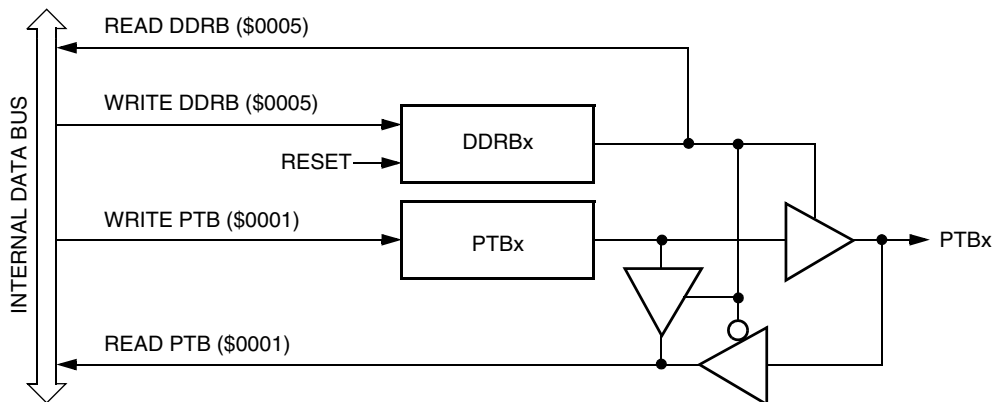 READ DDRB ($0005)
WRITE DDRB ($0005)
DDRBx
RESET
WRITE PTB ($0001)
PTBx
PTBx
READ PTB ($0001)
INTERNAL DATA BUS